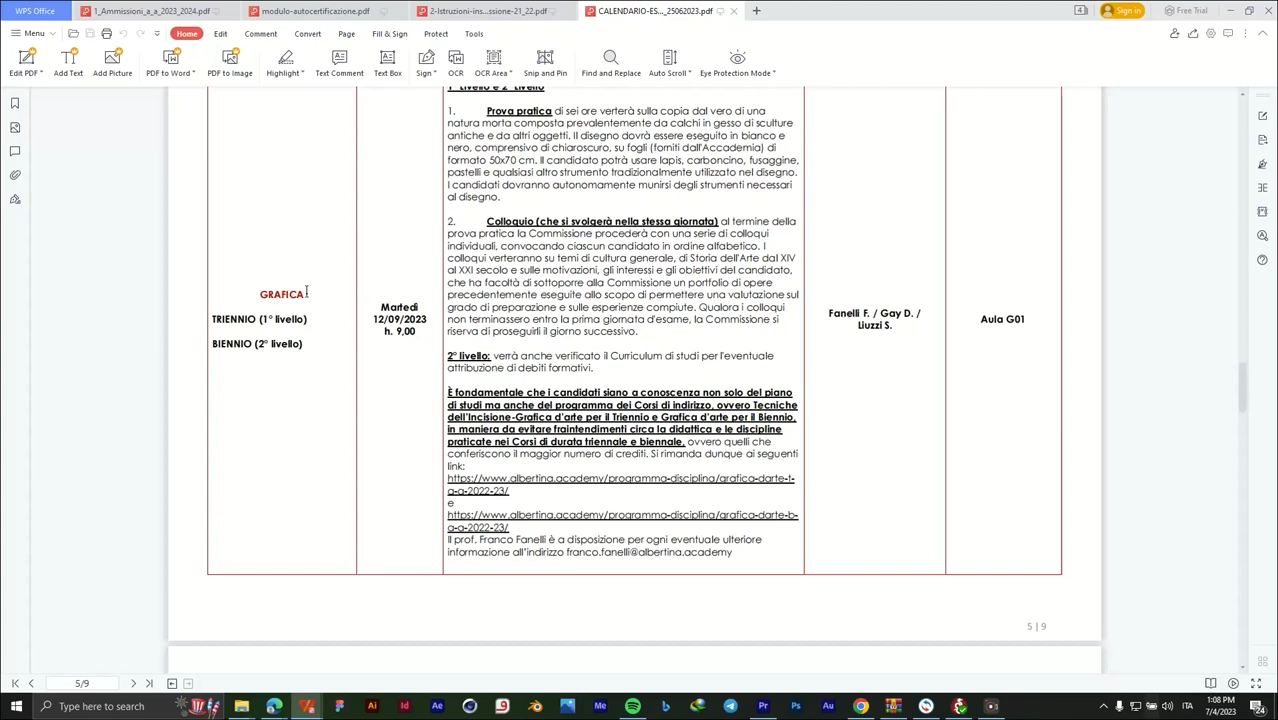 WPS Office
1_Ammissioni_a_a_2023_2024.pdf
modulo-autocertificazione.pdf
2-Istruzioni-ins...ssione-21_22.pdf
CALENDARIO-ES..._25062023.pdf
Sign in
Free Trial
Menu
Home
Edit
Comment
Convert
Page
Fill & Sign
Protect
Tools
Edit PDF
Add Text
Add Picture
PDF to Word
PDF to Image
Highlight
Text Comment
Text Box
Sign
OCR
OCR Area
Snip and Pin
Find and Replace
Auto Scroll
Eye Protection Mode
1° Livello e 2° Livello
1. Prova pratica di sei ore verterà sulla copia dal vero di una
natura morta composta prevalentemente da calchi in gesso di sculture
antiche e da altri oggetti. Il disegno dovrà essere eseguito in bianco e
nero, comprensivo di chiaroscuro, su fogli (forniti dall'Accademia) di
formato 50x70 cm. Il candidato potrà usare lapis, carboncino, fusaggine,
pastelli e qualsiasi altro strumento tradizionalmente utilizzato nel disegno.
I candidati dovranno autonomamente munirsi degli strumenti necessari
al disegno.
2. Colloquio (che si svolgerà nella stessa giornata) al termine della
prova pratica la Commissione procederà con una serie di colloqui
individuali, convocando ciascun candidato in ordine alfabetico. I
colloqui verteranno su temi di cultura generale, di Storia dell'Arte dal XIV
al XXI secolo e sulle motivazioni, gli interessi e gli obiettivi del candidato,
che ha facoltà di sottoporre alla Commissione un portfolio di opere
precedentemente eseguite allo scopo di permettere una valutazione sul
grado di preparazione e sulle esperienze compiute. Qualora i colloqui
non terminassero entro la prima giornata d'esame, la Commissione si
riserva di proseguirli il giorno successivo.
2° livello: verrà anche verificato il Curriculum di studi per l'eventuale
attribuzione di debiti formativi.
È fondamentale che i candidati siano a conoscenza non solo del piano
di studi ma anche del programma dei Corsi di indirizzo, ovvero Tecniche
dell'Incisione-Grafica d'arte per il Triennio e Grafica d'arte per il Biennio,
in maniera da evitare fraintendimenti circa la didattica e le discipline
praticate nei Corsi di durata triennale e biennale, ovvero quelli che
conferiscono il maggior numero di crediti. Si rimanda dunque ai seguenti
link:
https://www.albertina.academy/programma-disciplina/grafica-darte-t-
a-a-2022-23/
e
https://www.albertina.academy/programma-disciplina/grafica-darte-b-
a-a-2022-23/
Il prof. Franco Fanelli è a disposizione per ogni eventuale ulteriore
informazione all'indirizzo franco.fanelli@albertina.academy
GRAFICA
TRIENNIO (1° livello)
BIENNIO (2° livello)
Martedì
12/09/2023
h. 9,00
Fanelli F. / Gay D. /
Liuzzi S.
Aula G01
5 | 9
5/9
Type here to search
Ai
Id
Ae
Me
Pr
Ps
Au
ITA
1:08 PM
7/4/2023
24